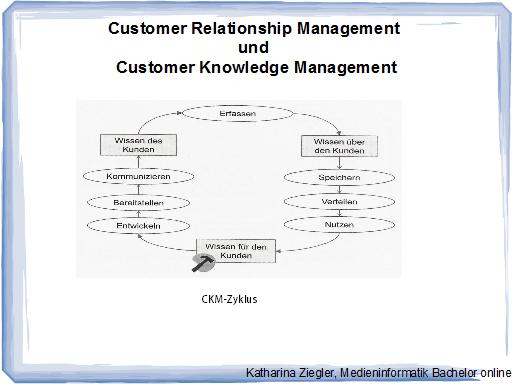 Customer Relationship Management
und
Customer Knowledge Management
Erfassen
Wissen des
Kunden
Wissen über
den Kunden
Kommunizieren
Speichern
Bereitstellen
Verteilen
Entwickeln
Nutzen
Wissen für den
Kunden
CKM-Zyklus
Katharina Ziegler, Medieninformatik Bachelor online